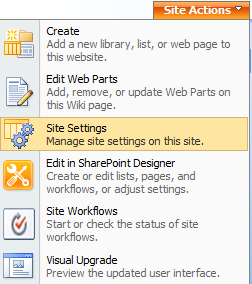 Site Actions
Create
Add a new library, list, or web page to
this website.
Edit Web Parts
Add, remove, or update Web Parts on
this Wiki page.
Site Settings
Manage site settings on this site.
Edit in SharePoint Designer
Create or edit lists, pages, and
workflows, or adjust settings.
Site Workflows
Start or check the status of site
workflows.
Visual Upgrade
Preview the updated user interface.